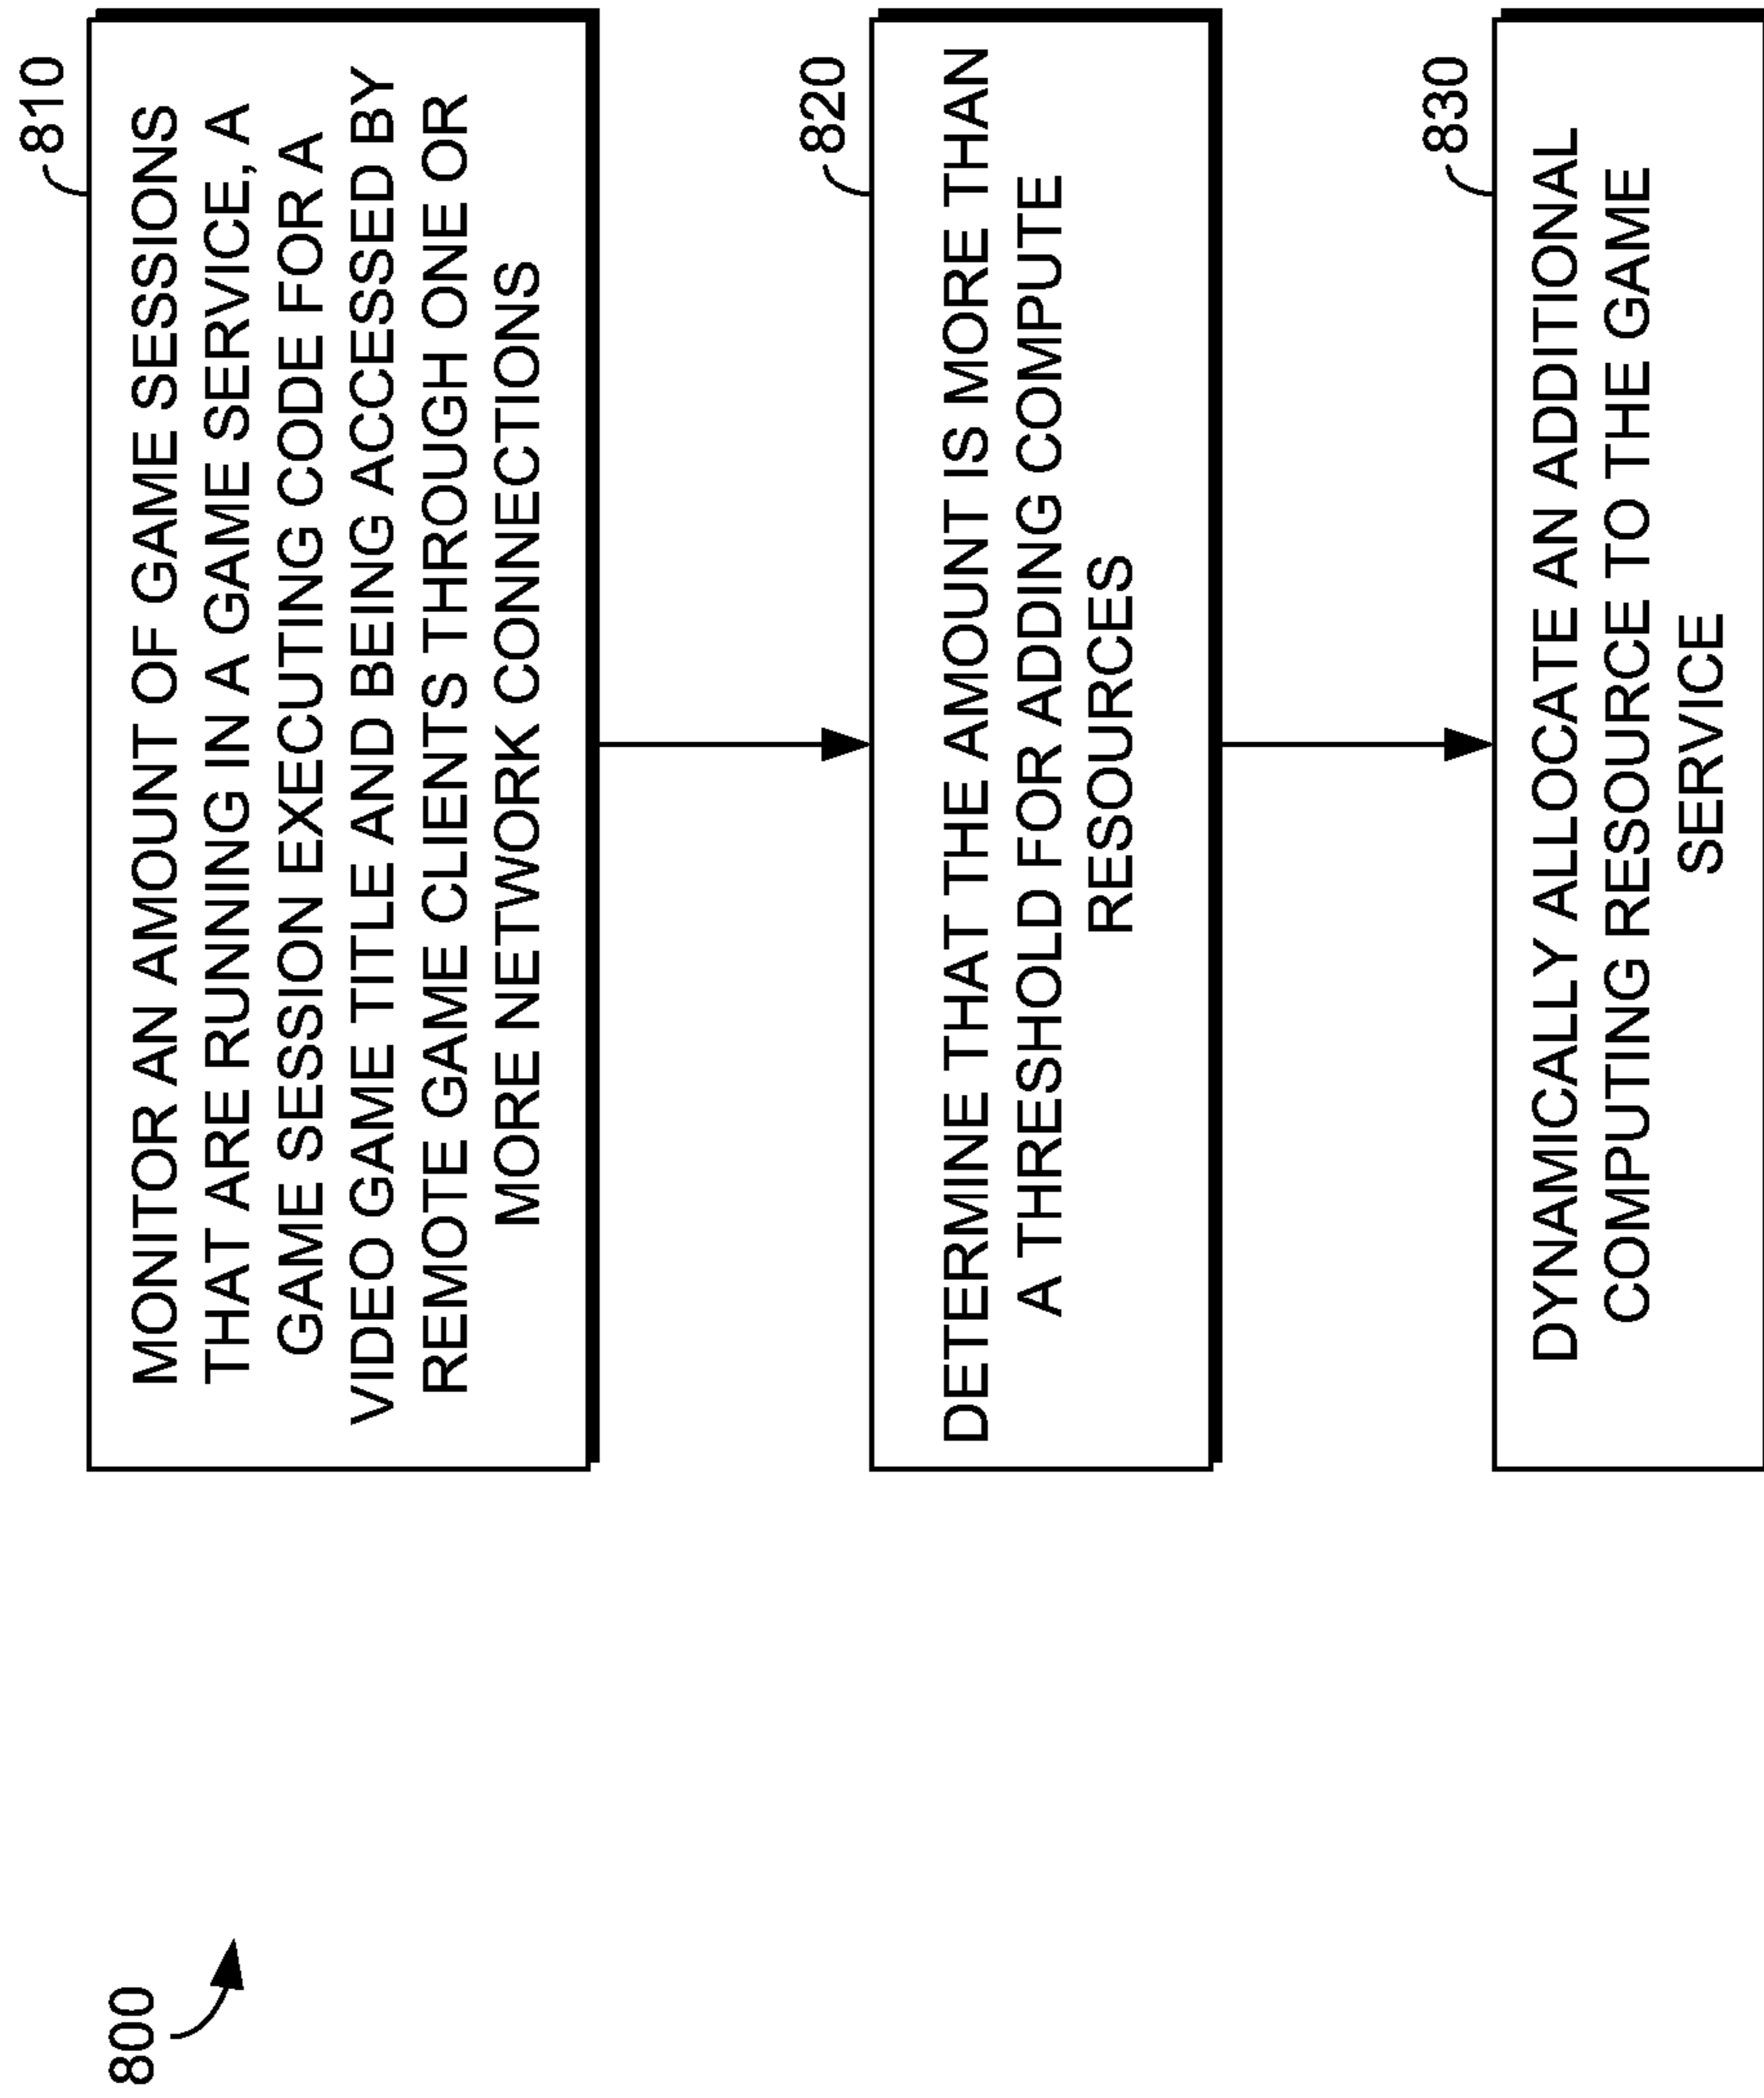 800
810
MONITOR AN AMOUNT OF GAME SESSIONS
THAT ARE RUNNING IN A GAME SERVICE, A
GAME SESSION EXECUTING CODE FOR A
VIDEO GAME TITLE AND BEING ACCESSED BY
REMOTE GAME CLIENTS THROUGH ONE OR
MORE NETWORK CONNECTIONS
820
DETERMINE THAT THE AMOUNT IS MORE THAN
A THRESHOLD FOR ADDING COMPUTE
RESOURCES
830
DYNAMICALLY ALLOCATE AN ADDITIONAL
COMPUTING RESOURCE TO THE GAME
SERVICE